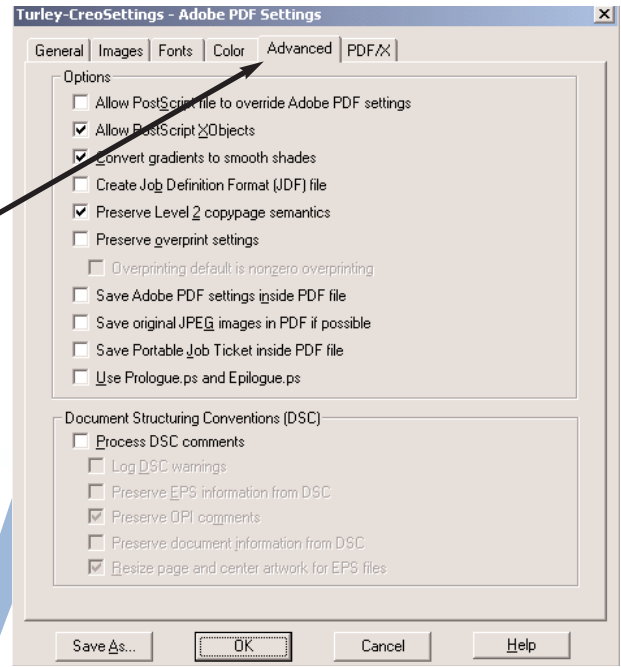 Turley-CreoSettings - Adobe PDF Settings
General Images Fonts Color Advanced PDF/X
Options
Allow PostScript file to override Adobe PDF settings
Allow PostScript XObjects
Convert gradients to smooth shades
Create Job Definition Format (JDF) file
Preserve Level 2 copypage semantics
Preserve overprint settings
Overprinting default is nonzero overprinting
Save Adobe PDF settings inside PDF file
Save original JPEG images in PDF if possible
Save Portable Job Ticket inside PDF file
Use Prologue.ps and Epilogue.ps
Document Structuring Conventions (DSC)
Process DSC comments
Log DSC warnings
Preserve EPS information from DSC
Preserve OPI comments
Preserve document information from DSC
Resize page and center artwork for EPS files
Save As... OK Cancel Help